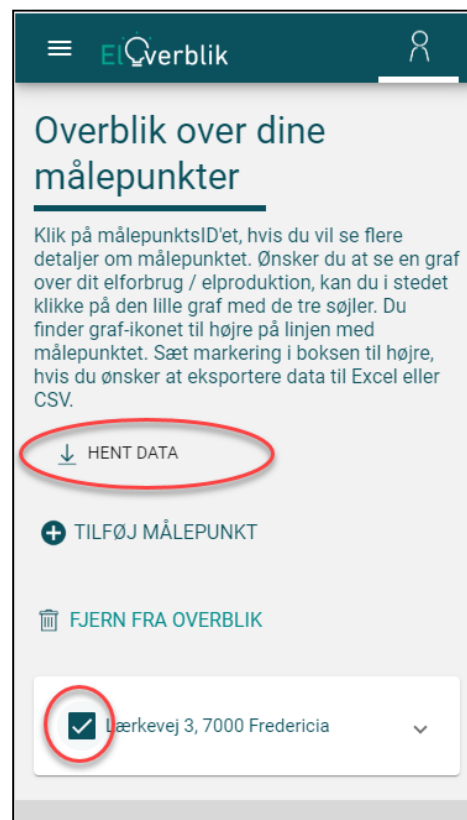 ElOverblik
Overblik over dine
målepunkter
Klik på målepunktsID'et, hvis du vil se flere
detaljer om målepunktet. Ønsker du at se en graf
over dit elforbrug / elproduktion, kan du i stedet
klikke på den lille graf med de tre søjler. Du
finder graf-ikonet til højre på linjen med
målepunktet. Sæt markering i boksen til højre,
hvis du ønsker at eksportere data til Excel eller
CSV.
HENT DATA
TILFØJ MÅLEPUNKT
FJERN FRA OVERBLIK
Lærkevej 3, 7000 Fredericia